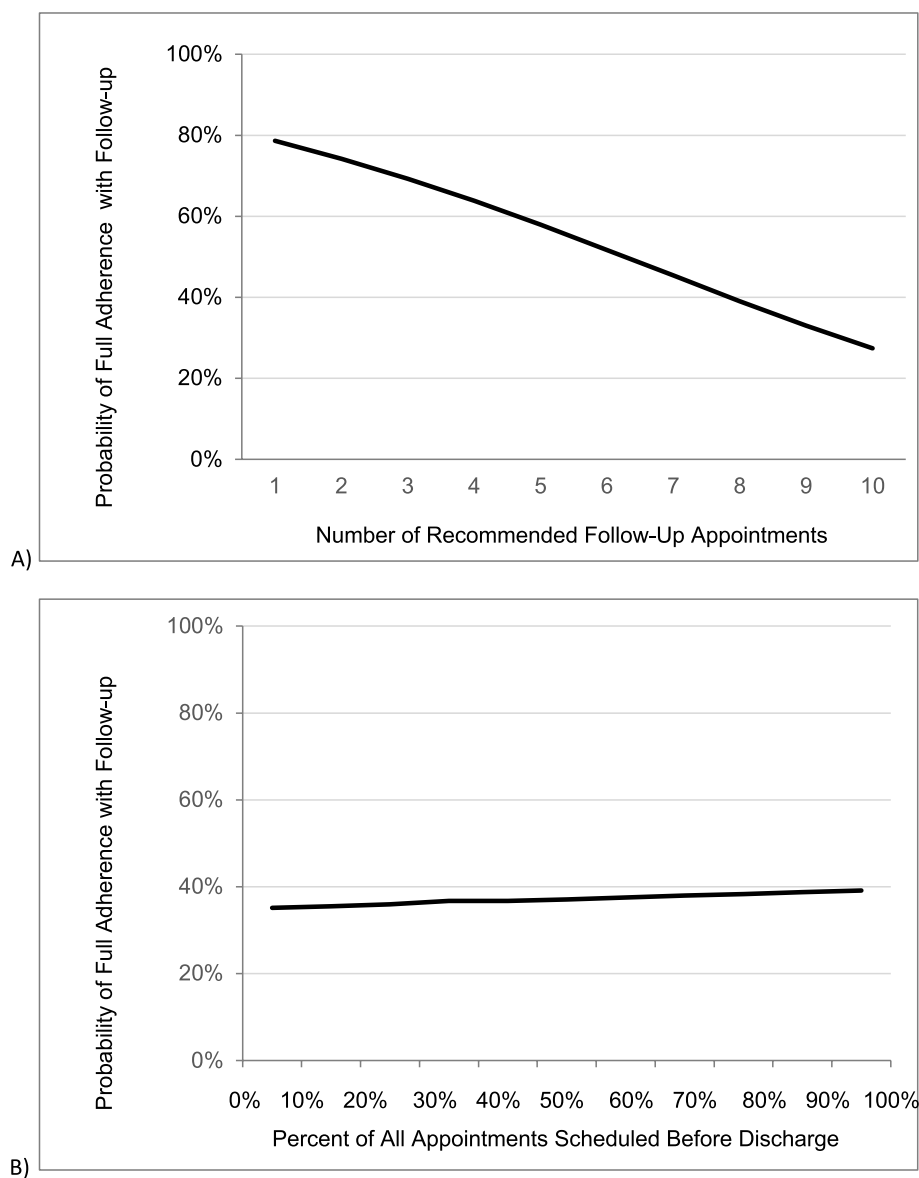 Probability of Full Adherence with Follow-up
100%
80%
60%
40%
20%
0%
1 2 3 4 5 6 7 8 9 10
Number of Recommended Follow-Up Appointments
A)
Probability of Full Adherence with Follow-up
100%
80%
60%
40%
20%
0%
0% 10% 20% 30% 40% 50% 60% 70% 80% 90% 100%
Percent of All Appointments Scheduled Before Discharge
B)